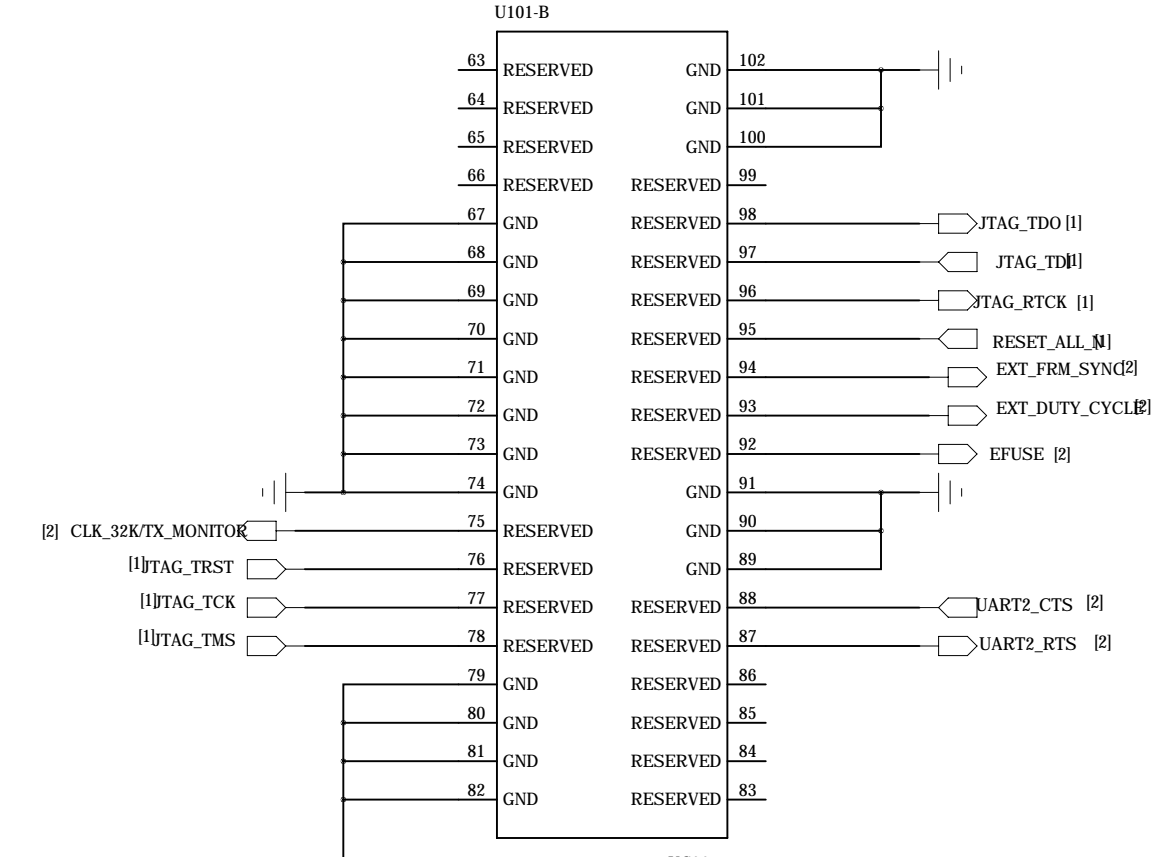 U101-B
63 RESERVED GND 102
64 RESERVED GND 101
65 RESERVED GND 100
66 RESERVED RESERVED 99
67 GND RESERVED 98 JTAG_TDO [1]
68 GND RESERVED 97 JTAG_TDI [1]
69 GND RESERVED 96 JTAG_RTCK [1]
70 GND RESERVED 95 RESET_ALL_N [1]
71 GND RESERVED 94 EXT_FRM_SYNC [2]
72 GND RESERVED 93 EXT_DUTY_CYCLE [2]
73 GND RESERVED 92 EFUSE [2]
74 GND GND 91
[2] CLK_32K/TX_MONITOR 75 RESERVED GND 90
[1]JTAG_TRST 76 RESERVED GND 89
[1]JTAG_TCK 77 RESERVED RESERVED 88 UART2_CTS [2]
[1]JTAG_TMS 78 RESERVED RESERVED 87 UART2_RTS [2]
79 GND RESERVED 86
80 GND RESERVED 85
81 GND RESERVED 84
82 GND RESERVED 83